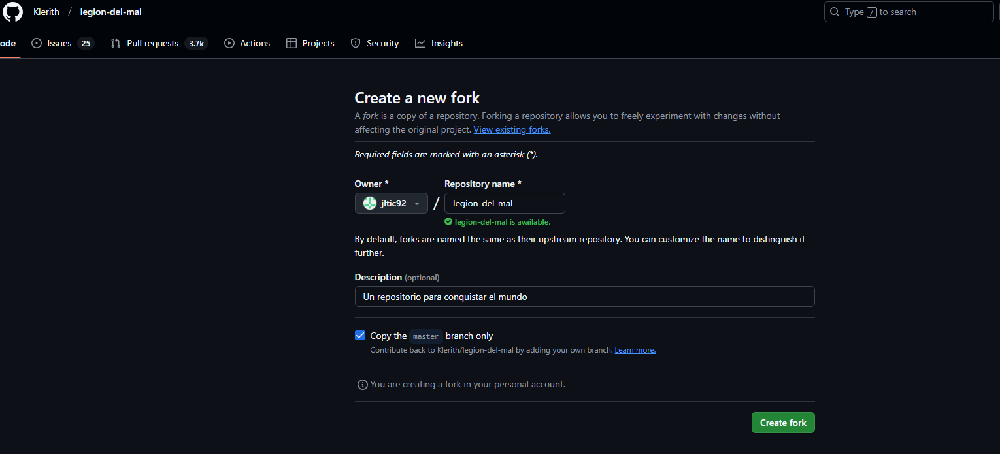 Klerith / legion-del-mal
Type / to search
ode Issues 25 Pull requests 3.7k Actions Projects Security Insights
Create a new fork
A fork is a copy of a repository. Forking a repository allows you to freely experiment with changes without
affecting the original project. View existing forks.
Required fields are marked with an asterisk (*).
Owner * Repository name *
jltic92 / legion-del-mal
legion-del-mal is available.
By default, forks are named the same as their upstream repository. You can customize the name to distinguish it
further.
Description (optional)
Un repositorio para conquistar el mundo
Copy the master branch only
Contribute back to Klerith/legion-del-mal by adding your own branch. Learn more.
You are creating a fork in your personal account.
Create fork